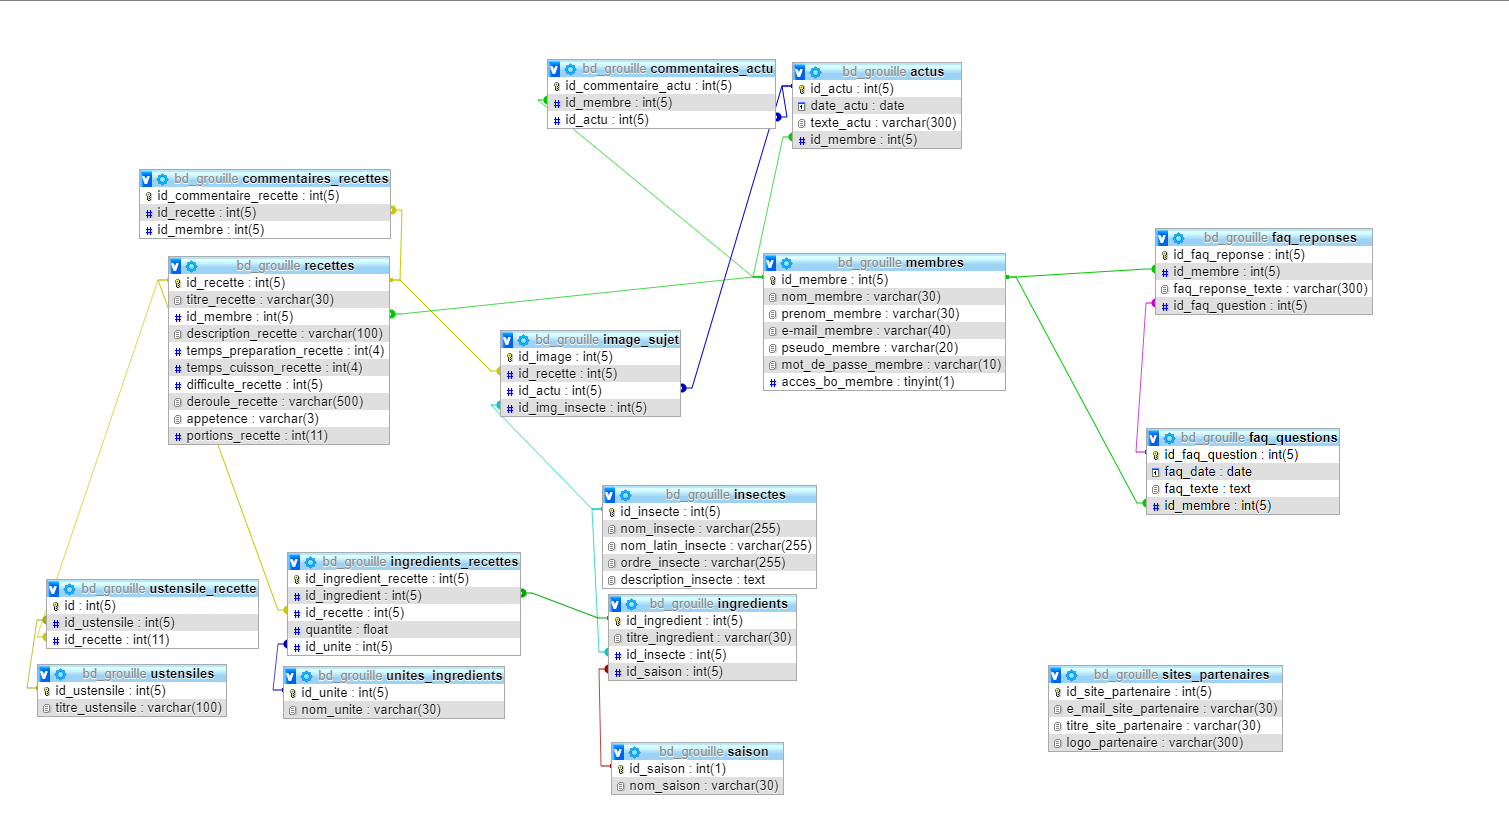 bd_grouille commentaires_actu
id_commentaire_actu : int(5)
id_membre : int(5)
id_actu : int(5)
bd_grouille actus
id_actu : int(5)
date_actu : date
texte_actu : varchar(300)
id_membre : int(5)
bd_grouille commentaires_recettes
id_commentaire_recette : int(5)
id_recette : int(5)
id_membre : int(5)
bd_grouille recettes
id_recette : int(5)
titre_recette : varchar(30)
id_membre : int(5)
description_recette : varchar(100)
temps_preparation_recette : int(4)
temps_cuisson_recette : int(4)
difficulte_recette : int(5)
deroule_recette : varchar(500)
appetence : varchar(3)
portions_recette : int(11)
bd_grouille membres
id_membre : int(5)
nom_membre : varchar(30)
prenom_membre : varchar(30)
e-mail_membre : varchar(40)
pseudo_membre : varchar(20)
mot_de_passe_membre : varchar(10)
acces_bo_membre : tinyint(1)
bd_grouille faq_reponses
id_faq_reponse : int(5)
id_membre : int(5)
faq_reponse_texte : varchar(300)
id_faq_question : int(5)
bd_grouille image_sujet
id_image : int(5)
id_recette : int(5)
id_actu : int(5)
id_img_insecte : int(5)
bd_grouille faq_questions
id_faq_question : int(5)
faq_date : date
faq_texte : text
id_membre : int(5)
bd_grouille insectes
id_insecte : int(5)
nom_insecte : varchar(255)
nom_latin_insecte : varchar(255)
ordre_insecte : varchar(255)
description_insecte : text
bd_grouille ingredients_recettes
id_ingredient_recette : int(5)
id_ingredient : int(5)
id_recette : int(5)
quantite : float
id_unite : int(5)
bd_grouille ustensile_recette
id : int(5)
id_ustensile : int(5)
id_recette : int(11)
bd_grouille ingredients
id_ingredient : int(5)
titre_ingredient : varchar(30)
id_insecte : int(5)
id_saison : int(5)
bd_grouille ustensiles
id_ustensile : int(5)
titre_ustensile : varchar(100)
bd_grouille unites_ingredients
id_unite : int(5)
nom_unite : varchar(30)
bd_grouille sites_partenaires
id_site_partenaire : int(5)
e_mail_site_partenaire : varchar(30)
titre_site_partenaire : varchar(30)
logo_partenaire : varchar(300)
bd_grouille saison
id_saison : int(1)
nom_saison : varchar(30)